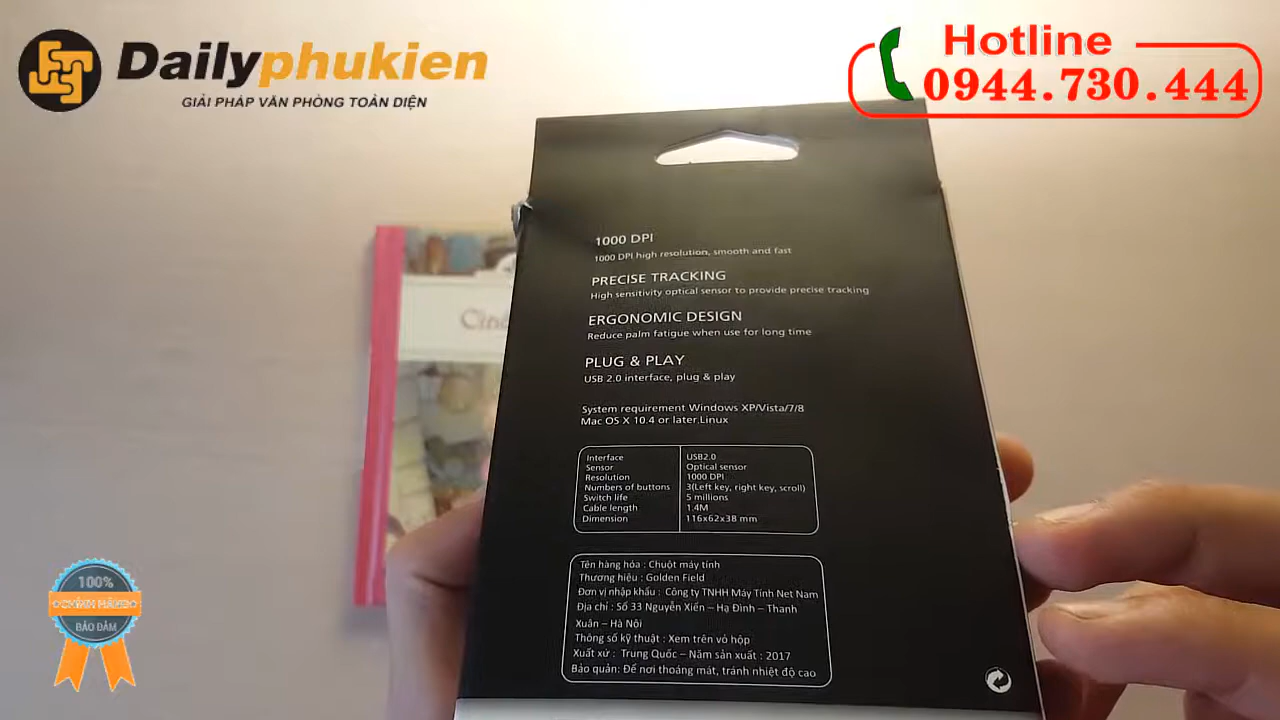 Dailyphukien
GIẢI PHÁP VĂN PHÒNG TOÀN DIỆN
Hotline
0944.730.444
1000 DPI
1000 DPI high resolution, smooth and fast
PRECISE TRACKING
High sensitivity optical sensor to provide precise tracking
ERGONOMIC DESIGN
Reduce palm fatigue when use for long time
PLUG & PLAY
USB 2.0 interface, plug & play
System requirement Windows XP/Vista/7/8
Mac OS X 10.4 or later.Linux
Interface USB2.0
Sensor Optical sensor
Resolution 1000 DPI
Numbers of buttons 3(Left key, right key, scroll)
Switch life 5 millions
Cable length 1.4M
Dimension 116x62x38 mm
Tên hàng hóa : Chuột máy tính
Thương hiệu : Golden Field
Đơn vị nhập khẩu : Công ty TNHH Máy Tính Net Nam
Địa chỉ : Số 33 Nguyễn Xiển – Hạ Đình – Thanh
Xuân – Hà Nôi
Thông số kỹ thuật : Xem trên vỏ hộp
Xuất xứ : Trung Quốc – Năm sản xuất : 2017
Bảo quản: Để nơi thoáng mát, tránh nhiệt độ cao
100%
CHÍNH HÃNG
BẢO ĐẢM